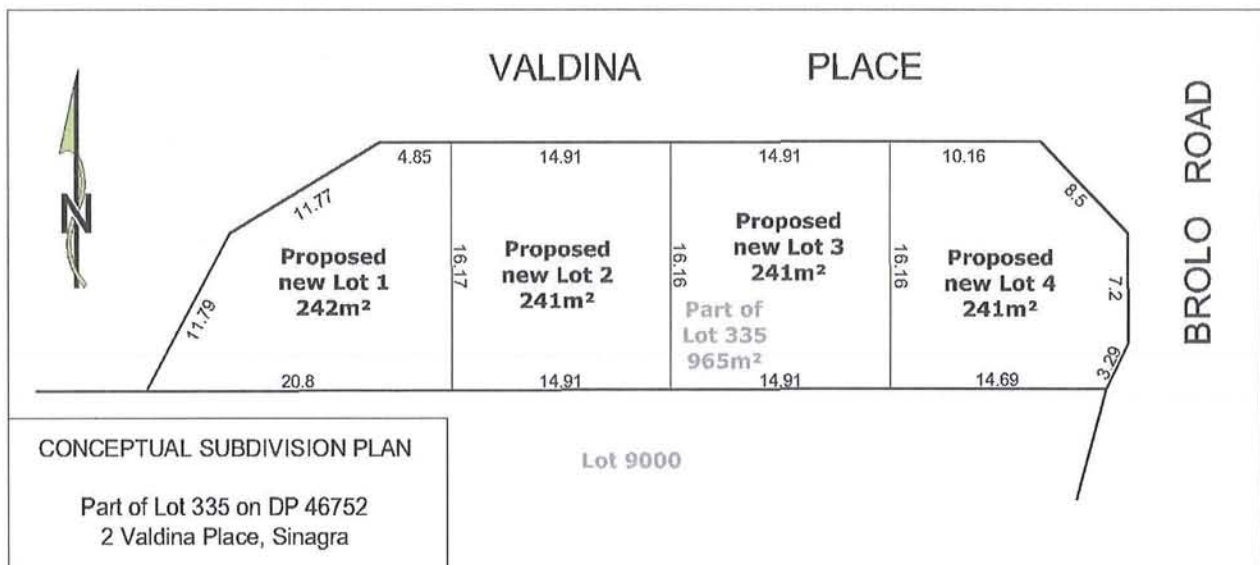 VALDINA PLACE
BROLO ROAD
N
4.85
14.91
14.91
10.16
11.77
8.5
Proposed
new Lot 1
242m²
16.17
Proposed
new Lot 2
241m²
16.16
Proposed
new Lot 3
241m²
16.16
Proposed
new Lot 4
241m²
7.2
Part of
Lot 335
965m²
11.79
3.29
20.8
14.91
14.91
14.69
Lot 9000
CONCEPTUAL SUBDIVISION PLAN
Part of Lot 335 on DP 46752
2 Valdina Place, Sinagra